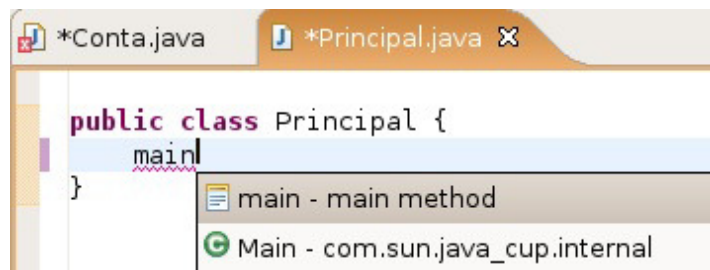 *Conta.java *Principal.java
public class Principal {
main
}
main - main method
Main - com.sun.java_cup.internal